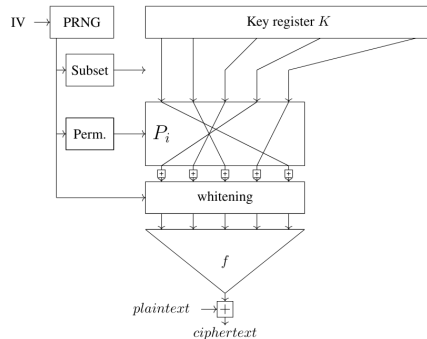 IV PRNG Key register K
Subset
Perm. P_i
+ + + + +
whitening
f
plaintext +
ciphertext